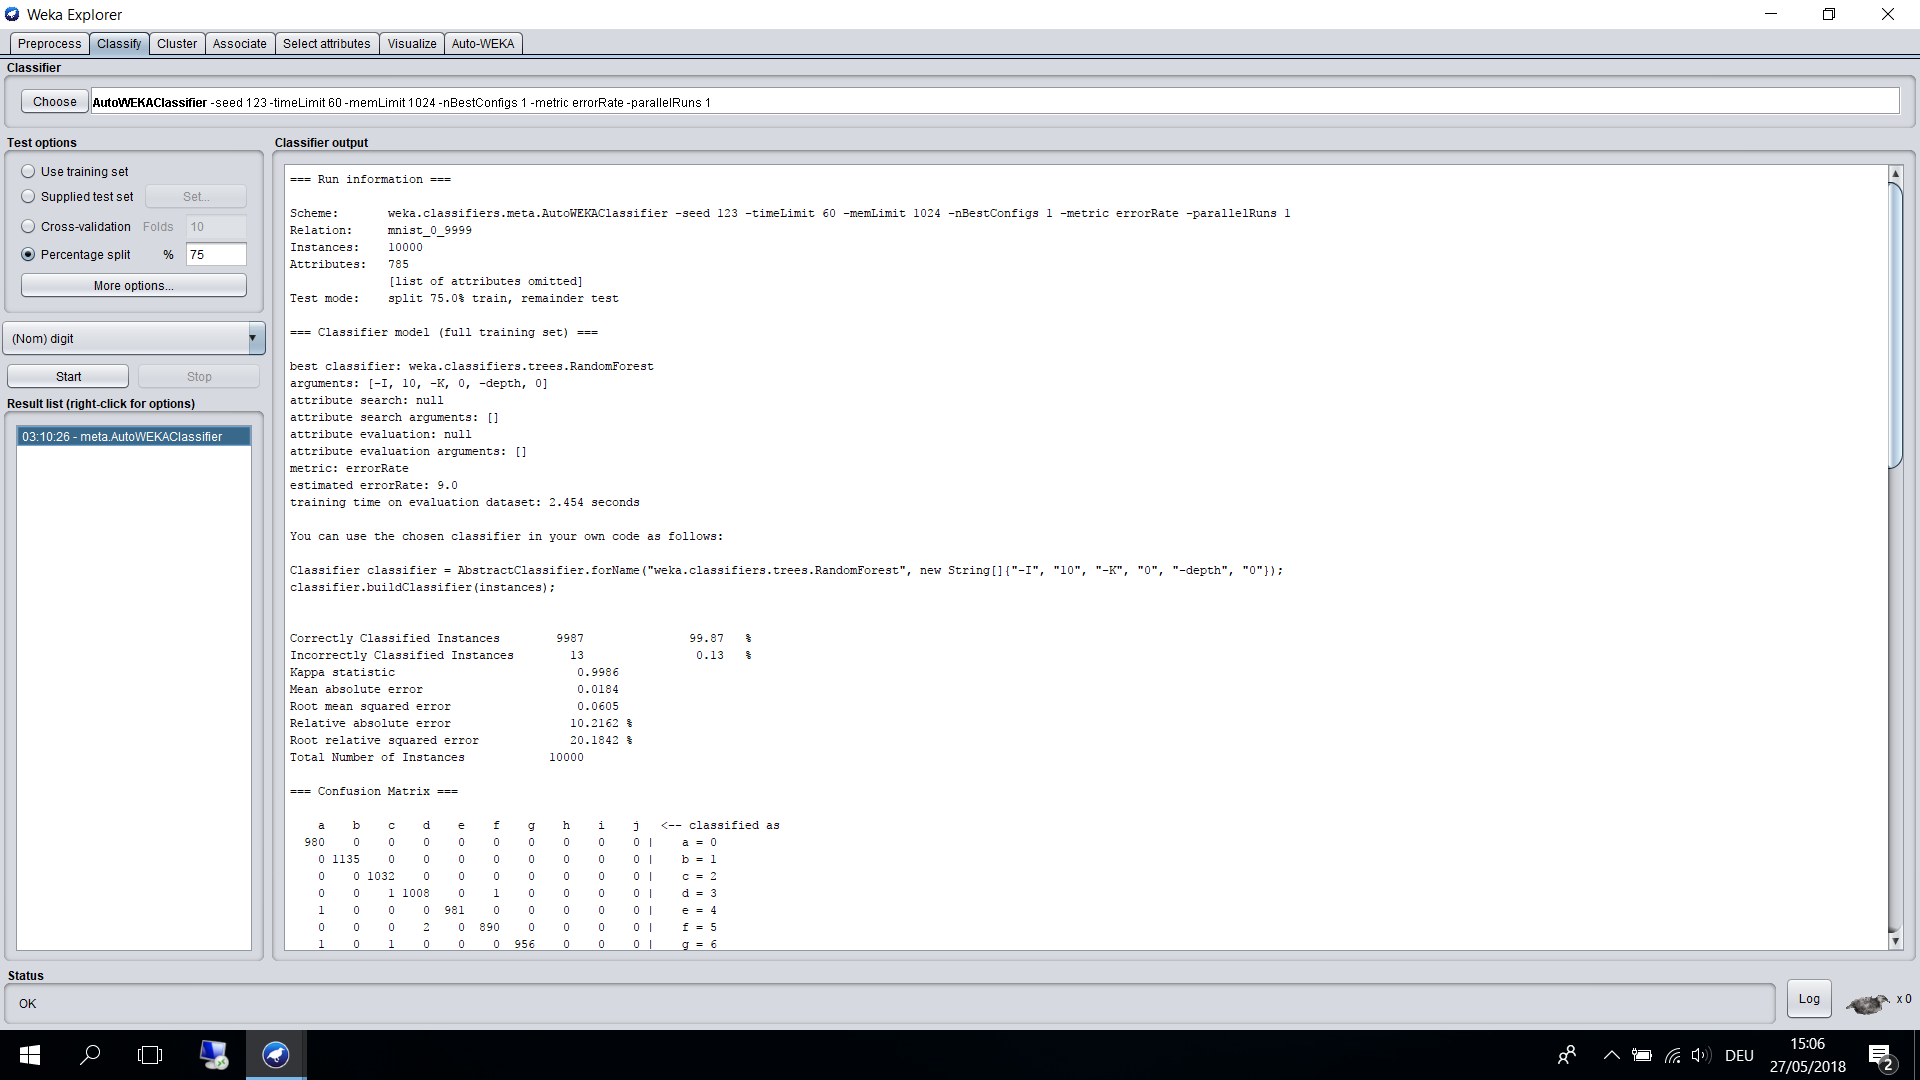 Weka Explorer
Preprocess Classify Cluster Associate Select attributes Visualize Auto-WEKA
Classifier
Choose AutoWEKAClassifier -seed 123 -timeLimit 60 -memLimit 1024 -nBestConfigs 1 -metric errorRate -parallelRuns 1
Test options
Use training set
Supplied test set Set...
Cross-validation Folds 10
Percentage split % 75
More options...
(Nom) digit
Start Stop
Result list (right-click for options)
03:10:26 - meta.AutoWEKAClassifier
Classifier output
=== Run information ===
Scheme: weka.classifiers.meta.AutoWEKAClassifier -seed 123 -timeLimit 60 -memLimit 1024 -nBestConfigs 1 -metric errorRate -parallelRuns 1
Relation: mnist_0_9999
Instances: 10000
Attributes: 785
[list of attributes omitted]
Test mode: split 75.0% train, remainder test
=== Classifier model (full training set) ===
best classifier: weka.classifiers.trees.RandomForest
arguments: [-I, 10, -K, 0, -depth, 0]
attribute search: null
attribute search arguments: []
attribute evaluation: null
attribute evaluation arguments: []
metric: errorRate
estimated errorRate: 9.0
training time on evaluation dataset: 2.454 seconds
You can use the chosen classifier in your own code as follows:
Classifier classifier = AbstractClassifier.forName("weka.classifiers.trees.RandomForest", new String[]{"-I", "10", "-K", "0", "-depth", "0"});
classifier.buildClassifier(instances);
Correctly Classified Instances 9987 99.87 %
Incorrectly Classified Instances 13 0.13 %
Kappa statistic 0.9986
Mean absolute error 0.0184
Root mean squared error 0.0605
Relative absolute error 10.2162 %
Root relative squared error 20.1842 %
Total Number of Instances 10000
=== Confusion Matrix ===
a b c d e f g h i j <-- classified as
980 0 0 0 0 0 0 0 0 0 | a = 0
0 1135 0 0 0 0 0 0 0 0 | b = 1
0 0 1032 0 0 0 0 0 0 0 | c = 2
0 0 1 1008 0 1 0 0 0 0 | d = 3
1 0 0 0 981 0 0 0 0 0 | e = 4
0 0 0 2 0 890 0 0 0 0 | f = 5
1 0 1 0 0 0 956 0 0 0 | g = 6
Status
OK
Log x 0
DEU
15:06
27/05/2018
2